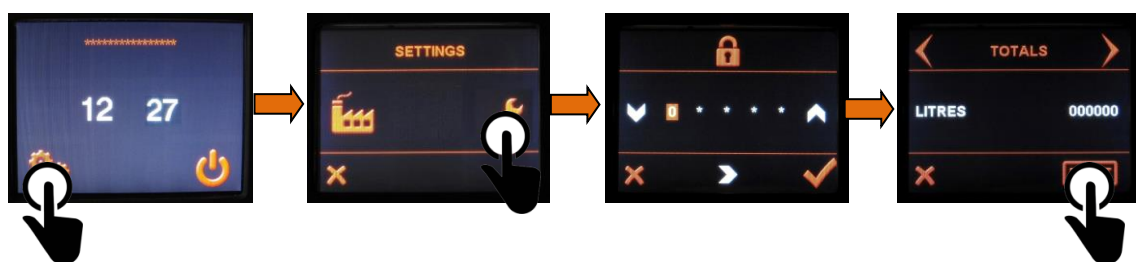 ****************
12 27
SETTINGS
0 * * * *
TOTALS
LITRES 000000